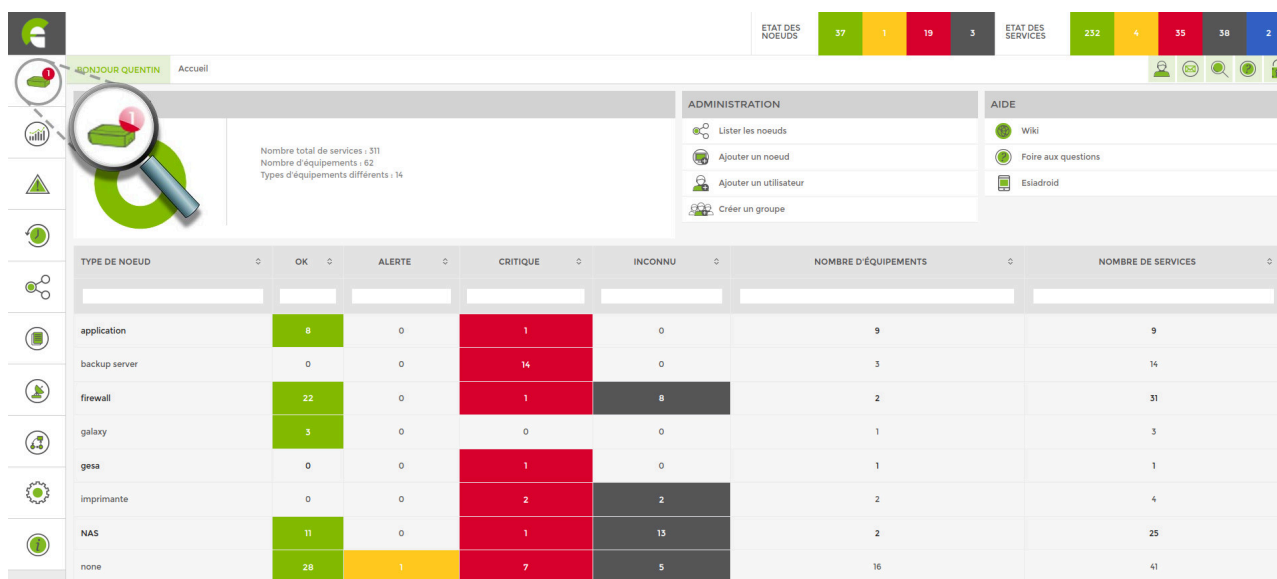 ETAT DES NOEUDS 37 1 19 3 ETAT DES SERVICES 232 4 35 38 2
1
BONJOUR QUENTIN Accueil
1
Nombre total de services : 311
Nombre d'équipements : 62
Types d'équipements différents : 14
ADMINISTRATION
Lister les noeuds
Ajouter un noeud
Ajouter un utilisateur
Créer un groupe
AIDE
Wiki
Foire aux questions
Esiadroid
TYPE DE NOEUD OK ALERTE CRITIQUE INCONNU NOMBRE D'ÉQUIPEMENTS NOMBRE DE SERVICES
application 8 0 1 0 9 9
backup server 0 0 14 0 3 14
firewall 22 0 1 8 2 31
galaxy 3 0 0 0 1 3
gesa 0 0 1 0 1 1
imprimante 0 0 2 2 2 4
NAS 11 0 1 13 2 25
none 28 1 7 5 16 41